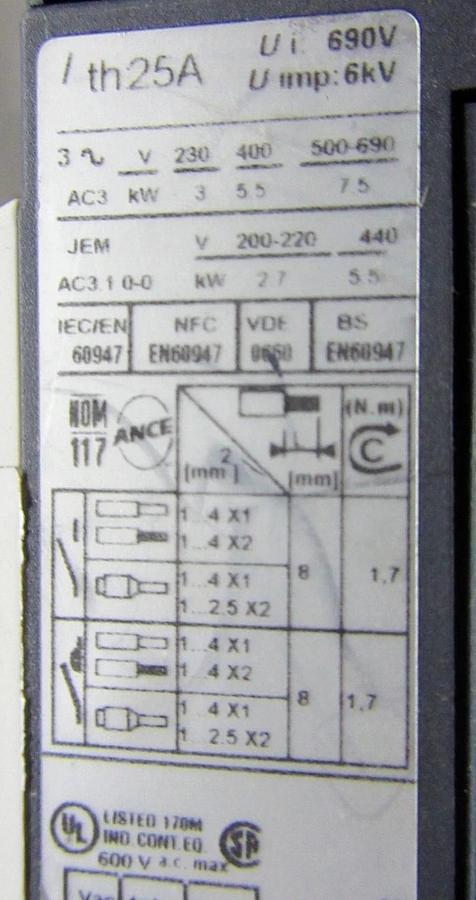 I th 25A
U i: 690V
U imp: 6kV
3 ∿ V 230 400 500-690
AC3 kW 3 5.5 7.5
JEM V 200-220 440
AC3.1 0-0 kW 2.7 5.5
IEC/EN NFC VDE BS
60947 EN60947 0660 EN60947
NOM
117
ANCE
(mm²)
l
(mm)
(N.m)
C
1...4 X1
1...4 X2
1...4 X1
1...2.5 X2
8
1,7
1...4 X1
1...4 X2
1...4 X1
1...2.5 X2
8
1,7
UL
LISTED 170M
IND.CONT.EQ.
600 V a.c. max
SA